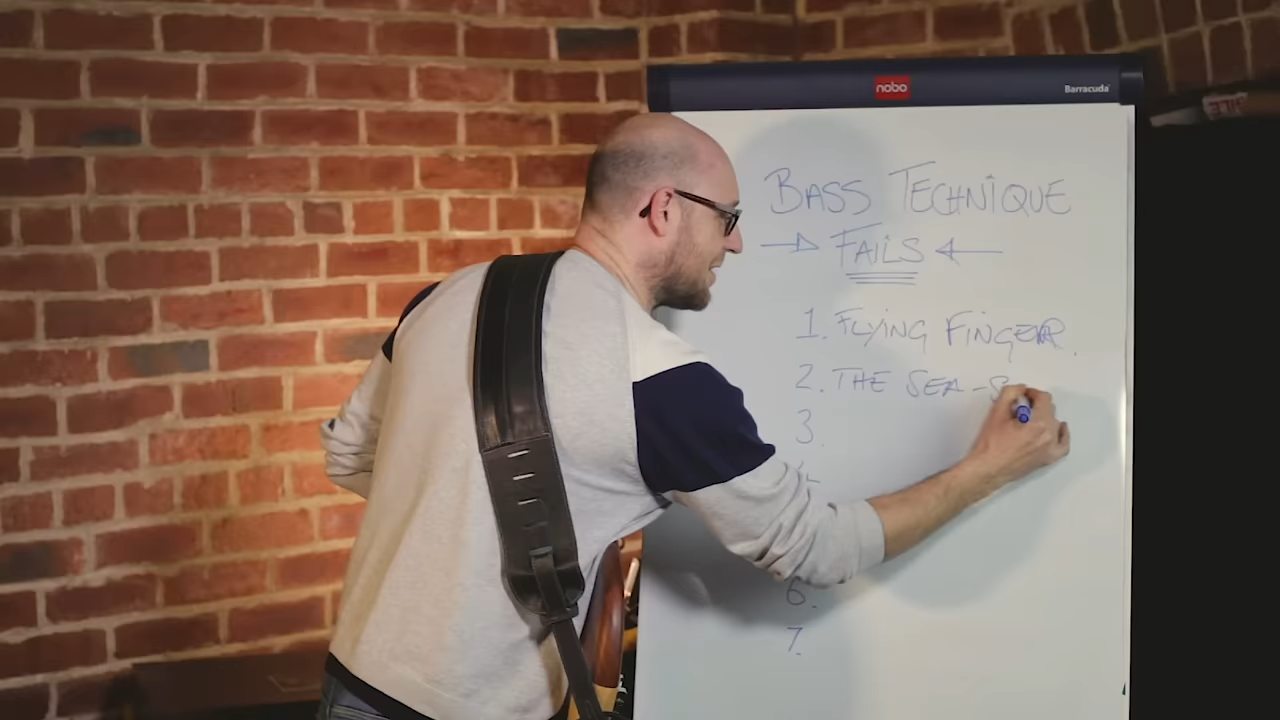 nobo
Barracuda
BASS TECHNIQUE
FAILS
1. FLYING FINGER.
2. THE SEA-S
3.
6.
7.